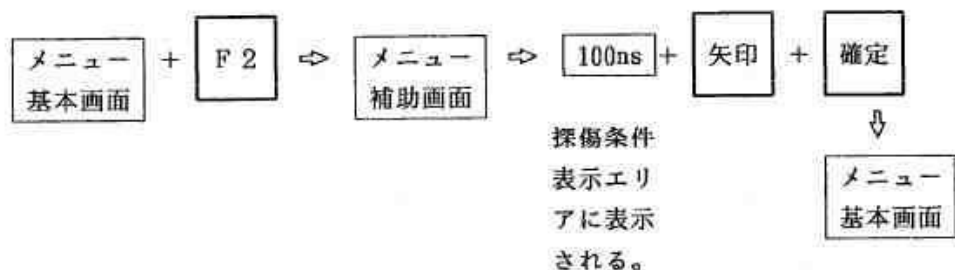 メニュー
基本画面
+
F 2
⇨
メニュー
補助画面
⇨
100ns
+
矢印
+
確定
探傷条件
表示エリ
アに表示
される。
⇩
メニュー
基本画面